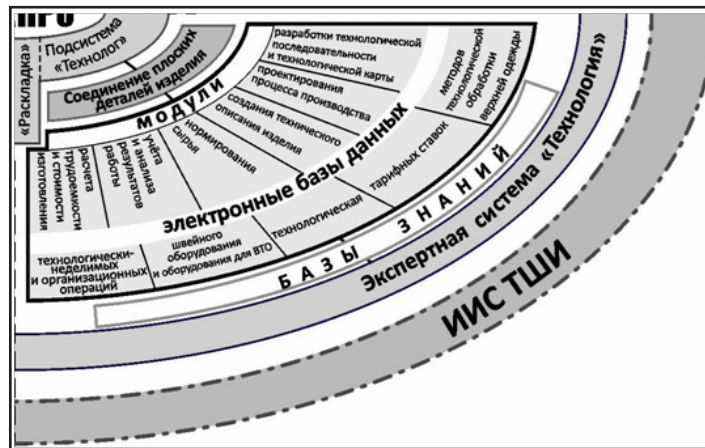 Подсистема
«Технолог»
«Раскладка»
Соединение плоских
деталей изделия
модули
разработки технологической
последовательности
и технологической карты
проектирования
процесса производства
создания технического
описания изделия
нормирования
сырья
учёта
и анализа
результатов
работы
расчета
трудоемкости
и стоимости
изготовления
электронные базы данных
методов
технологической
обработки
верхней одежды
тарифных ставок
технологическая
швейного
оборудования
и оборудования для ВТО
технологически-
неделимых
и организационных
операций
БАЗЫ ЗНАНИЙ
Экспертная система «Технология»
ИИС ТШИ